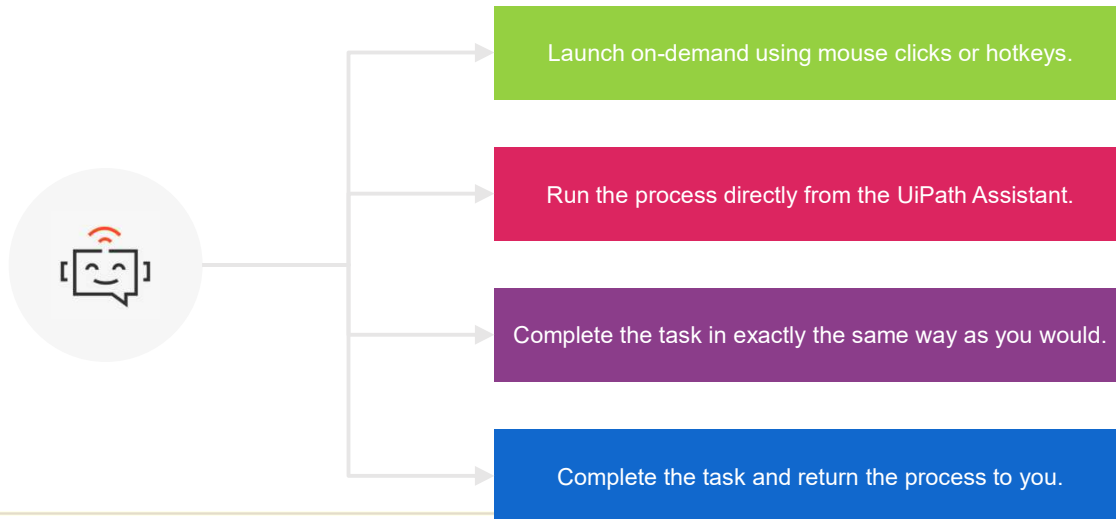 Launch on-demand using mouse clicks or hotkeys.
Run the process directly from the UiPath Assistant.
Complete the task in exactly the same way as you would.
Complete the task and return the process to you.